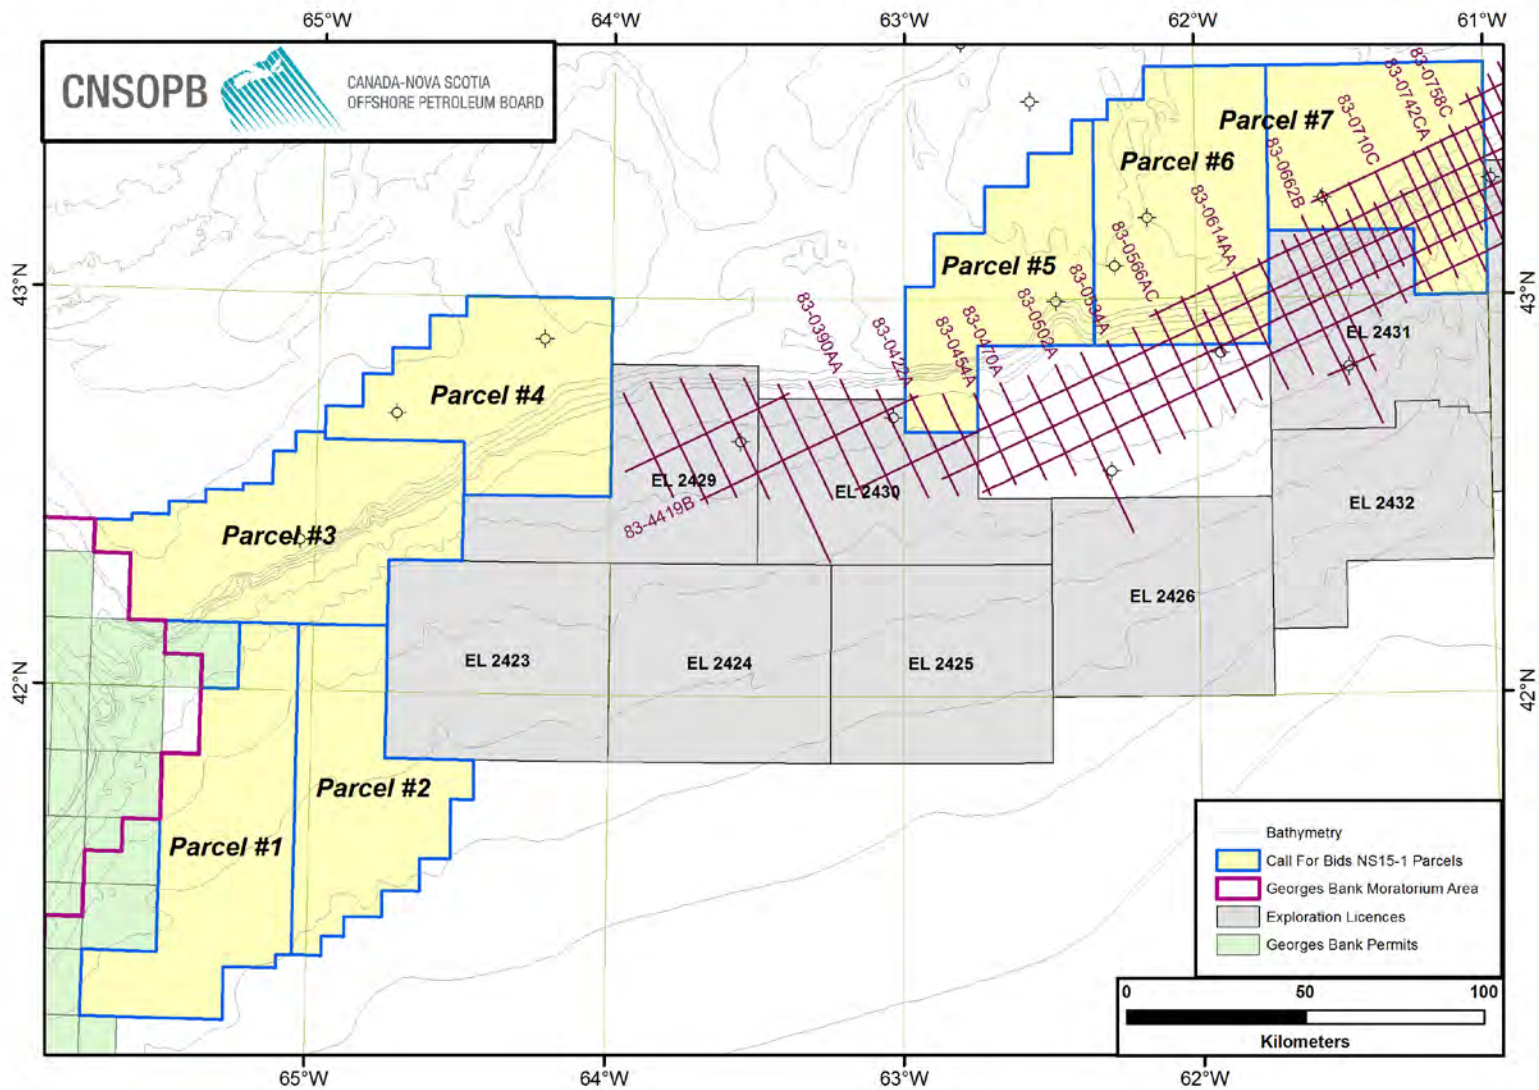 65°W
64°W
63°W
62°W
61°W
CNSOPB
CANADA-NOVA SCOTIA
OFFSHORE PETROLEUM BOARD
83-0758C
83-0742CA
83-0710C
Parcel #7
83-0662B
Parcel #6
83-0614AA
83-0566AC
Parcel #5
83-0534A
83-0502A
83-0470A
83-0454A
83-0422A
83-0390AA
43°N
43°N
EL 2431
Parcel #4
EL 2429
EL 2430
83-4419B
EL 2432
Parcel #3
EL 2426
EL 2423
EL 2424
EL 2425
42°N
42°N
Parcel #2
Parcel #1
Bathymetry
Call For Bids NS15-1 Parcels
Georges Bank Moratorium Area
Exploration Licences
Georges Bank Permits
0
50
100
Kilometers
65°W
64°W
63°W
62°W